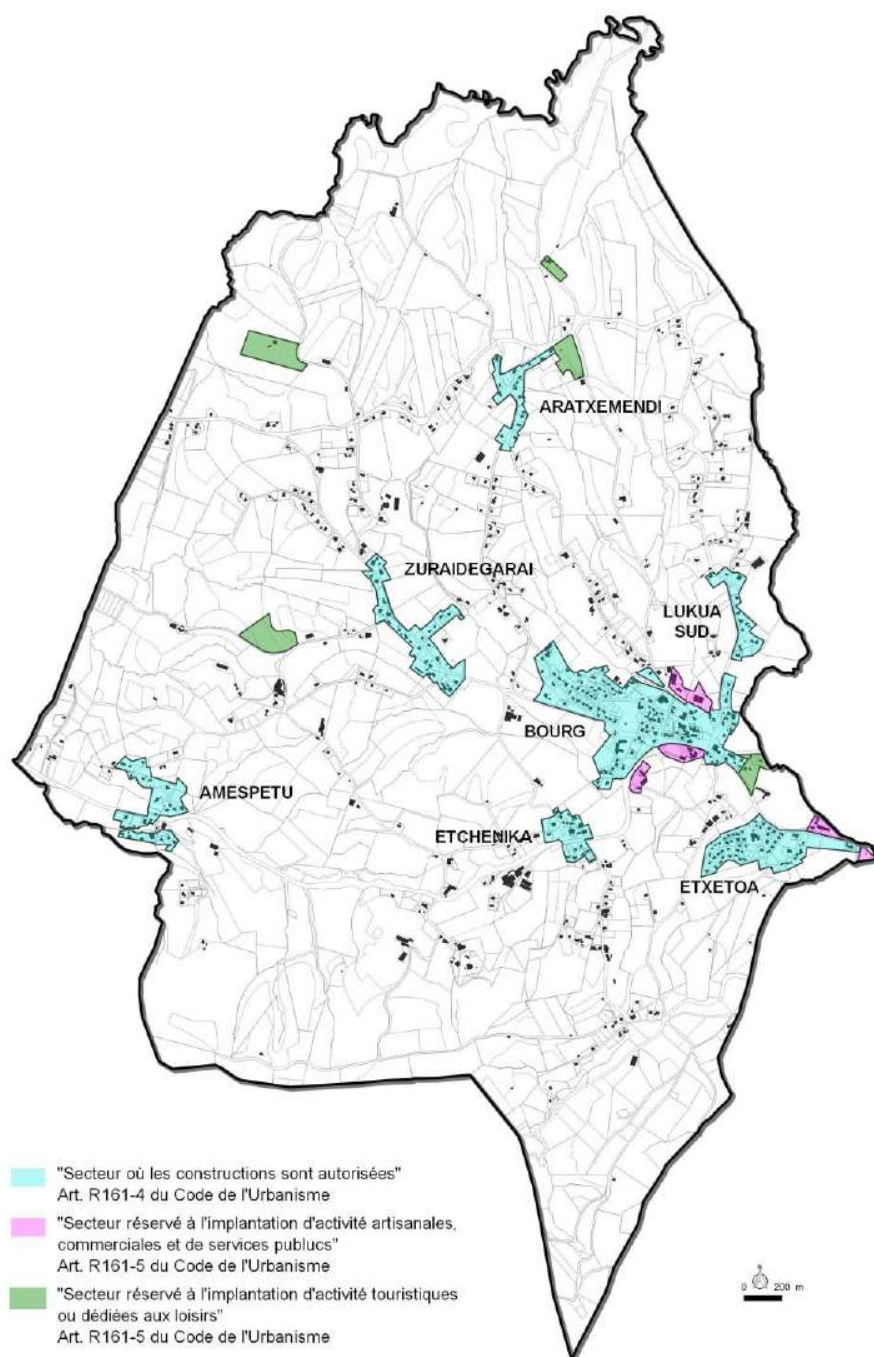 ARATXEMENDI
ZURAIDEGARAI
LUKUA
SUD
BOURG
AMESPETU
ETCHENIKA
ETXETOA
"Secteur où les constructions sont autorisées"
Art. R161-4 du Code de l'Urbanisme
"Secteur réservé à l'implantation d'activité artisanales,
commerciales et de services publucs"
Art. R161-5 du Code de l'Urbanisme
"Secteur réservé à l'implantation d'activité touristiques
ou dédiées aux loisirs"
Art. R161-5 du Code de l'Urbanisme
N
0 200 m